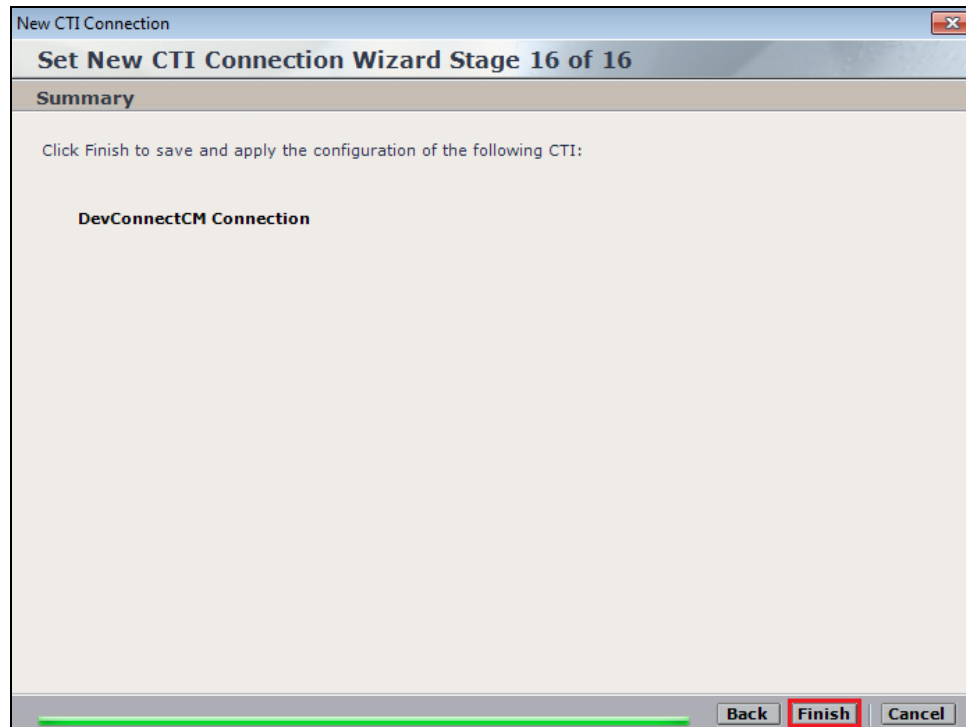 New CTI Connection
Set New CTI Connection Wizard Stage 16 of 16
Summary
Click Finish to save and apply the configuration of the following CTI:
DevConnectCM Connection
Back Finish Cancel